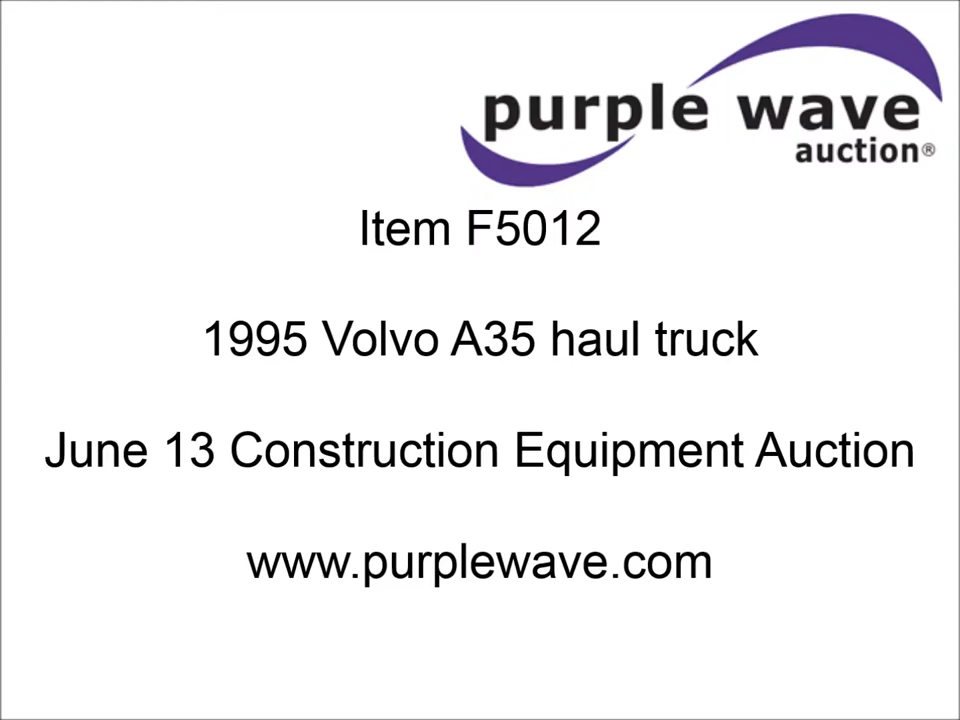 purple wave
auction®
Item F5012
1995 Volvo A35 haul truck
June 13 Construction Equipment Auction
www.purplewave.com